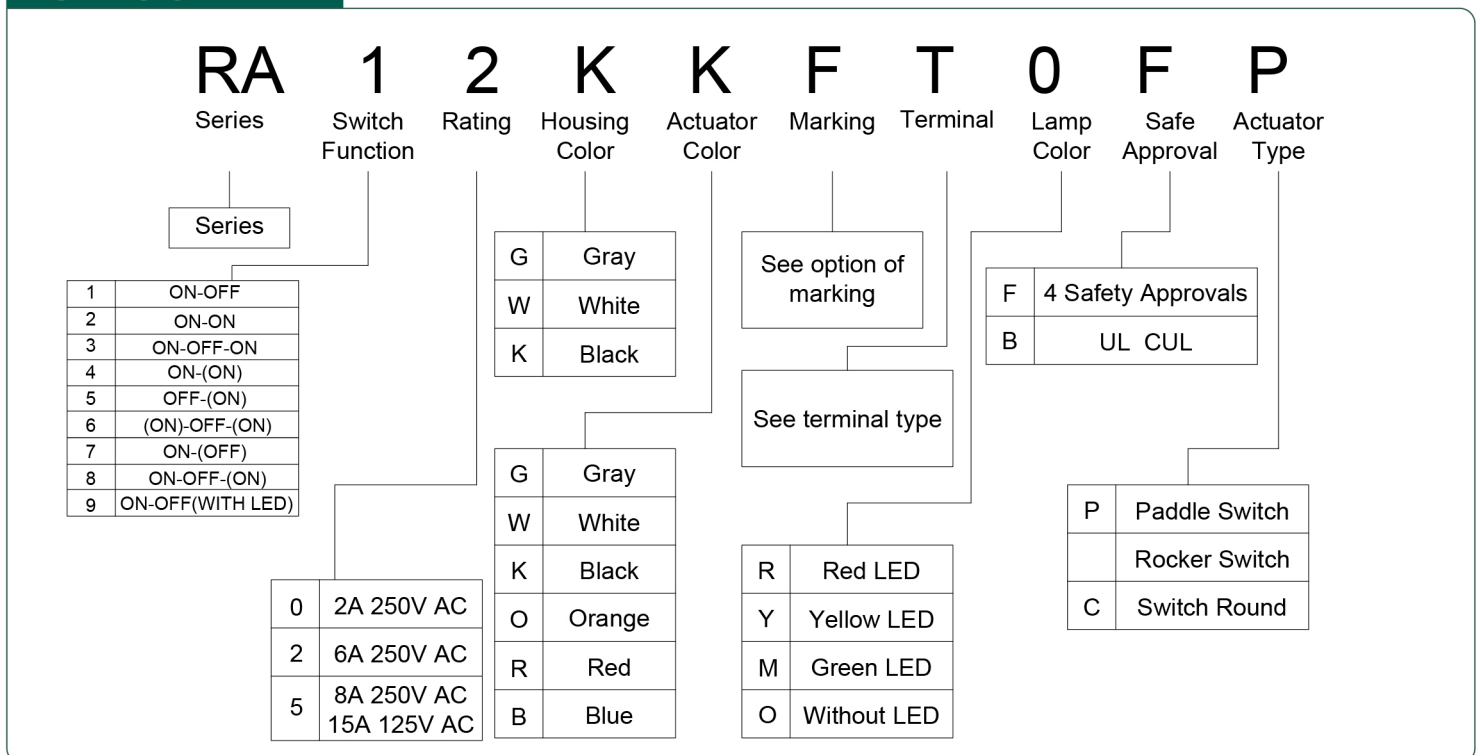 RA 1 2 K K F T 0 F P
Series
Switch
Function
Rating
Housing
Color
Actuator
Color
Marking
Terminal
Lamp
Color
Safe
Approval
Actuator
Type
Series
1 ON-OFF
2 ON-ON
3 ON-OFF-ON
4 ON-(ON)
5 OFF-(ON)
6 (ON)-OFF-(ON)
7 ON-(OFF)
8 ON-OFF-(ON)
9 ON-OFF(WITH LED)
0 2A 250V AC
2 6A 250V AC
5 8A 250V AC
15A 125V AC
G Gray
W White
K Black
G Gray
W White
K Black
O Orange
R Red
B Blue
See option of
marking
See terminal type
R Red LED
Y Yellow LED
M Green LED
O Without LED
F 4 Safety Approvals
B UL CUL
P Paddle Switch
Rocker Switch
C Switch Round